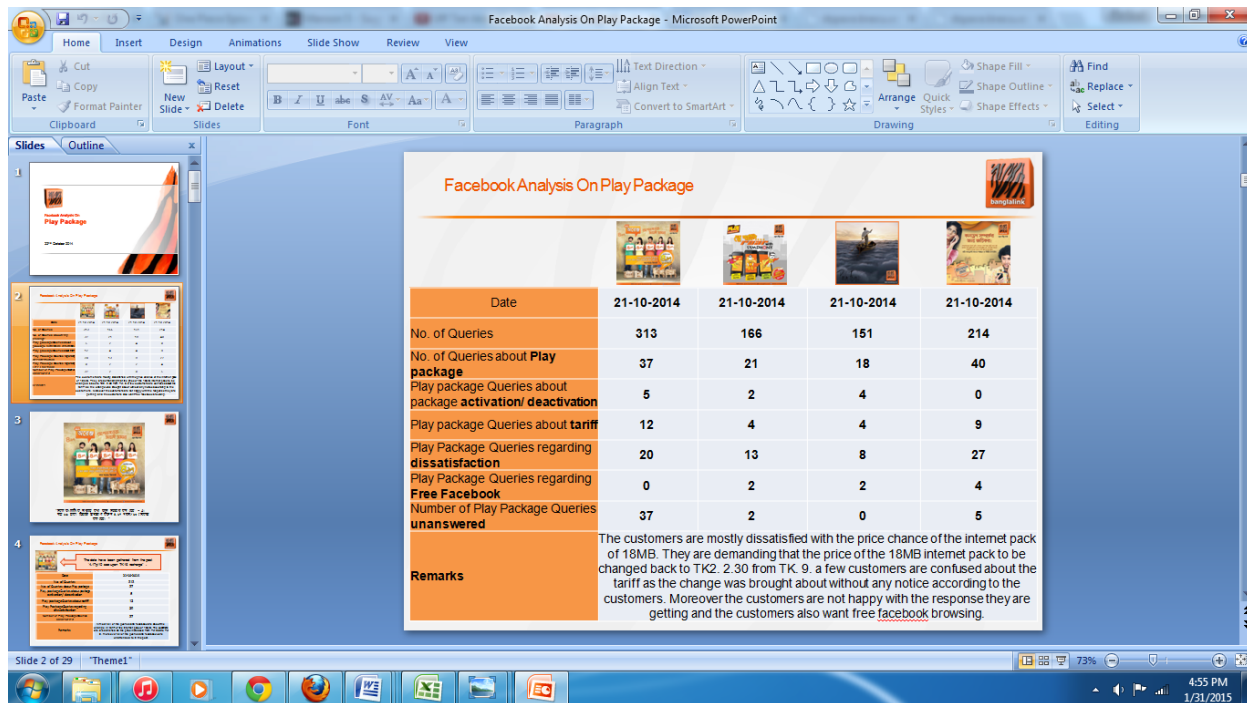 Facebook Analysis On Play Package - Microsoft PowerPoint
Home Insert Design Animations Slide Show Review View
Cut
Copy
Format Painter
Paste
Clipboard
New Slide
Layout
Reset
Delete
Slides
Font
Text Direction
Align Text
Convert to SmartArt
Paragraph
Arrange
Quick Styles
Shape Fill
Shape Outline
Shape Effects
Drawing
Find
Replace
Select
Editing
Slides Outline
1
Facebook Analysis On
Play Package
2
3
4
Facebook Analysis On Play Package
banglalink
Date 21-10-2014 21-10-2014 21-10-2014 21-10-2014
No. of Queries 313 166 151 214
No. of Queries about Play
package 37 21 18 40
Play package Queries about
package activation/ deactivation 5 2 4 0
Play package Queries about tariff 12 4 4 9
Play Package Queries regarding
dissatisfaction 20 13 8 27
Play Package Queries regarding
Free Facebook 0 2 2 4
Number of Play Package Queries
unanswered 37 2 0 5
Remarks
The customers are mostly dissatisfied with the price chance of the internet pack
of 18MB. They are demanding that the price of the 18MB internet pack to be
changed back to TK2. 2.30 from TK. 9. a few customers are confused about the
tariff as the change was brought about without any notice according to the
customers. Moreover the customers are not happy with the response they are
getting and the customers also want free facebook browsing.
Slide 2 of 29 "Theme1" 73%
4:55 PM
1/31/2015